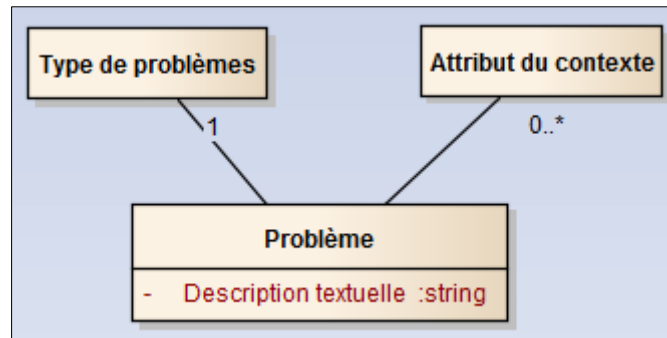 Type de problèmes
Attribut du contexte
1
0..*
Problème
- Description textuelle :string